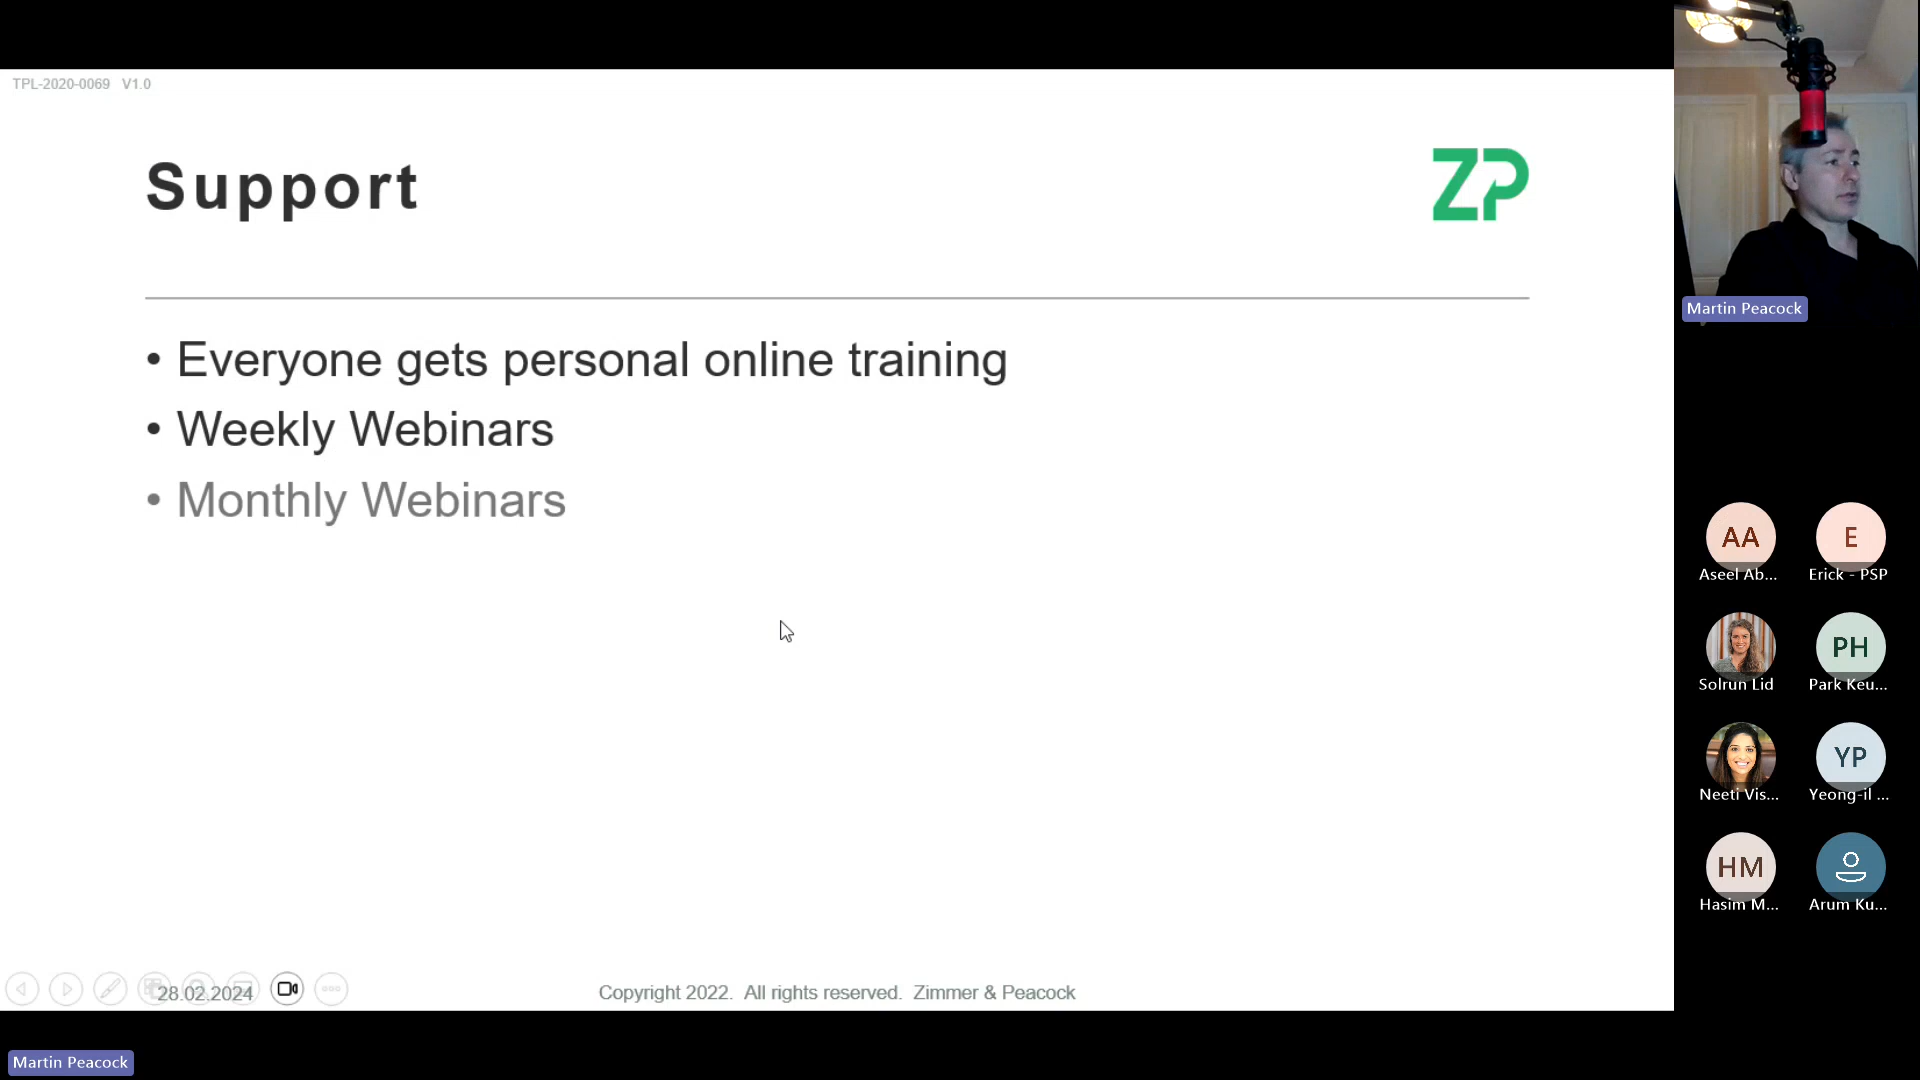 TPL-2020-0069 V1.0
Support
ZP
• Everyone gets personal online training
• Weekly Webinars
• Monthly Webinars
28.02.2024
Copyright 2022. All rights reserved. Zimmer & Peacock
Martin Peacock
Martin Peacock
AA
Aseel Ab...
E
Erick - PSP
Solrun Lid
PH
Park Keu...
Neeti Vis...
YP
Yeong-il ...
HM
Hasim M...
Arum Ku...